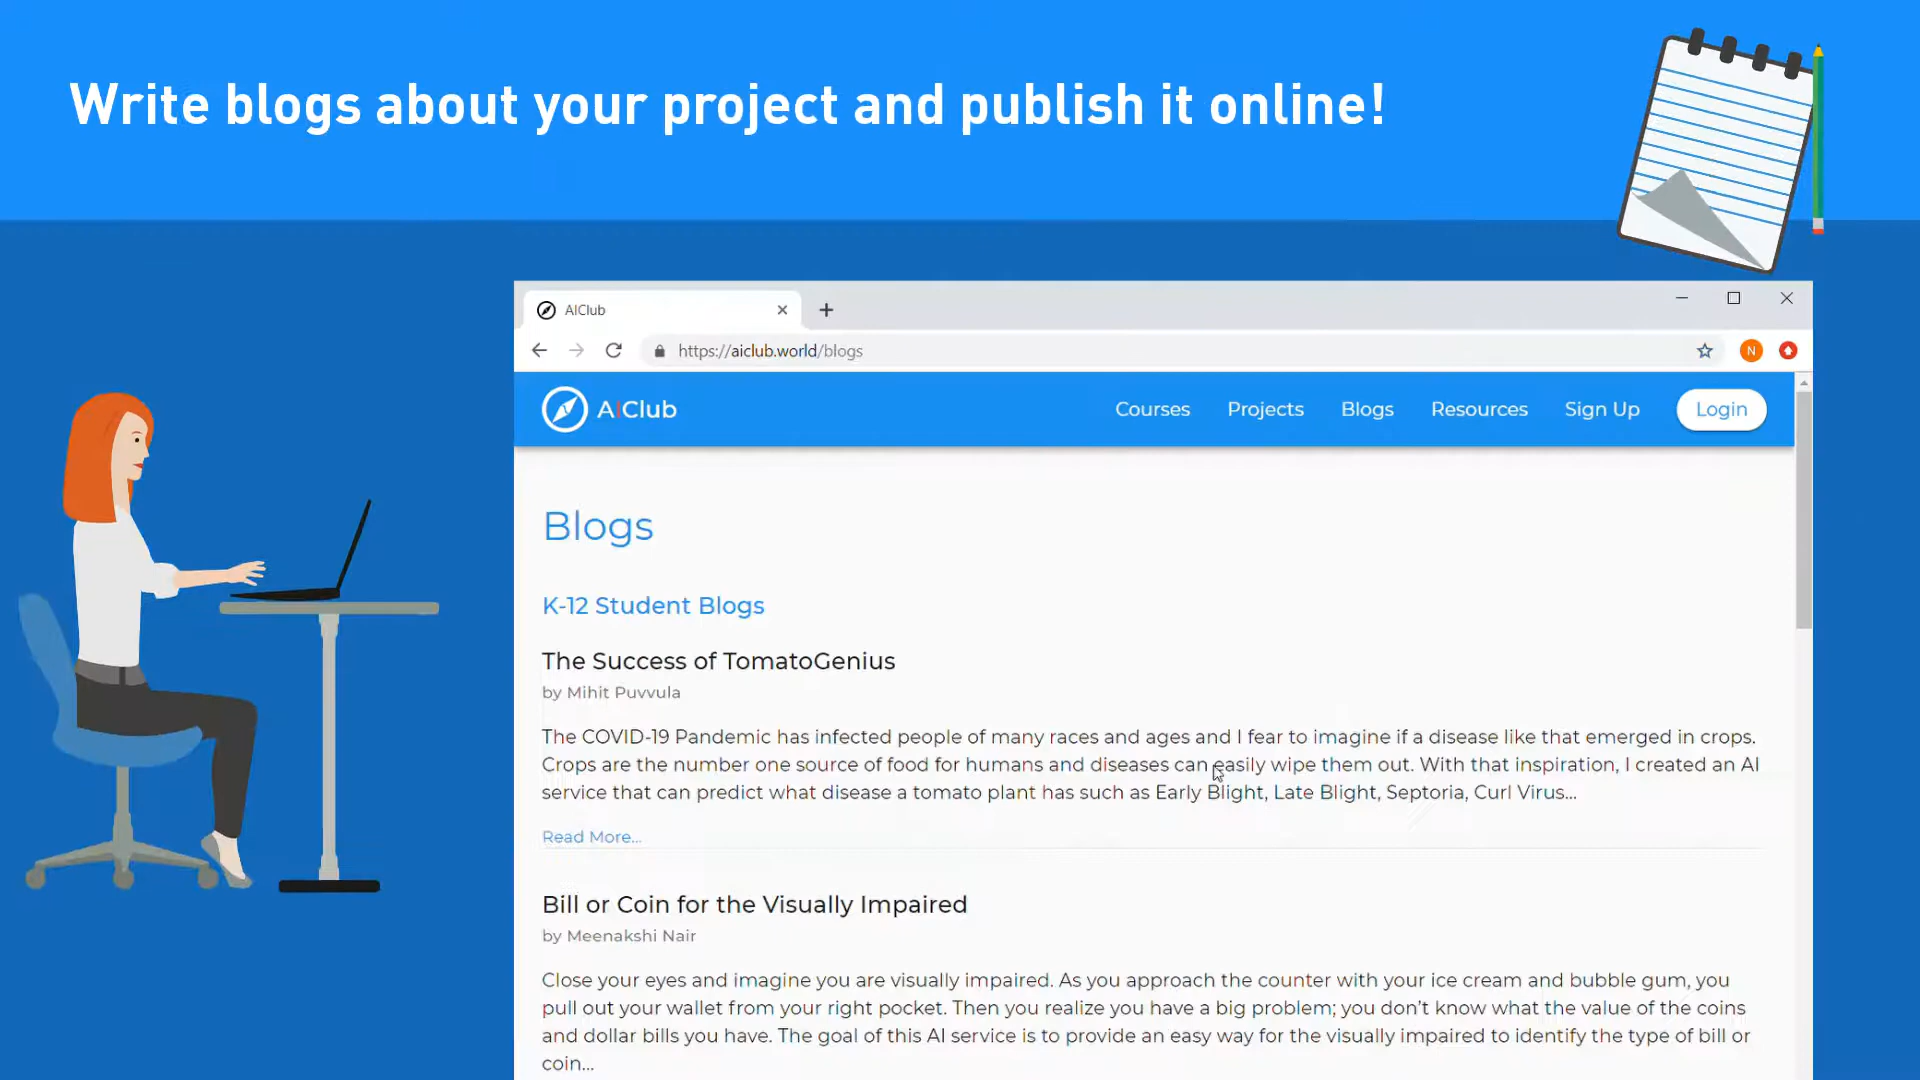 Write blogs about your project and publish it online!
AIClub
https://aiclub.world/blogs
N
AIClub
Courses
Projects
Blogs
Resources
Sign Up
Login
Blogs
K-12 Student Blogs
The Success of TomatoGenius
by Mihit Puvvula
The COVID-19 Pandemic has infected people of many races and ages and I fear to imagine if a disease like that emerged in crops.
Crops are the number one source of food for humans and diseases can easily wipe them out. With that inspiration, I created an AI
service that can predict what disease a tomato plant has such as Early Blight, Late Blight, Septoria, Curl Virus...
Read More...
Bill or Coin for the Visually Impaired
by Meenakshi Nair
Close your eyes and imagine you are visually impaired. As you approach the counter with your ice cream and bubble gum, you
pull out your wallet from your right pocket. Then you realize you have a big problem; you don't know what the value of the coins
and dollar bills you have. The goal of this AI service is to provide an easy way for the visually impaired to identify the type of bill or
coin...